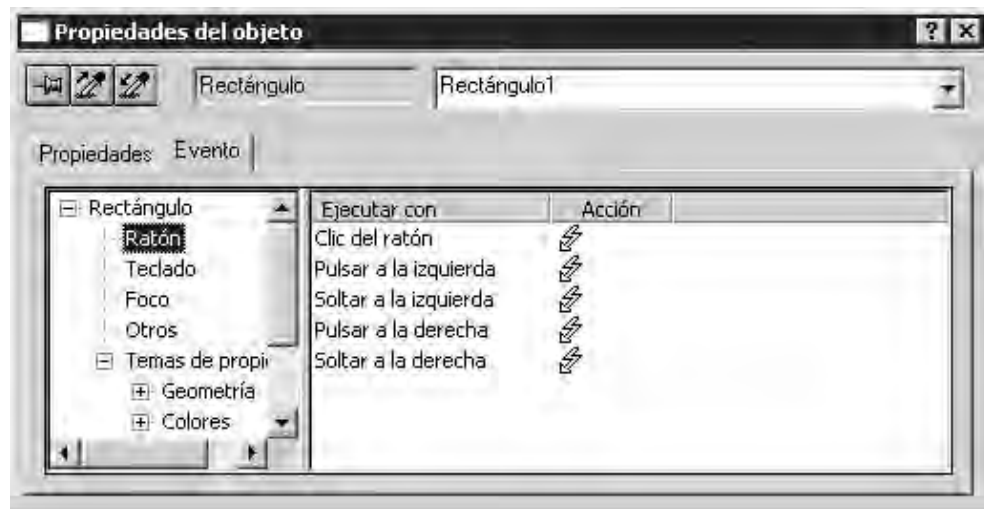 Propiedades del objeto
Rectángulo Rectángulo1
Propiedades Evento
Rectángulo
Ratón
Teclado
Foco
Otros
Temas de propi
Geometría
Colores
Ejecutar con Acción
Clic del ratón
Pulsar a la izquierda
Soltar a la izquierda
Pulsar a la derecha
Soltar a la derecha